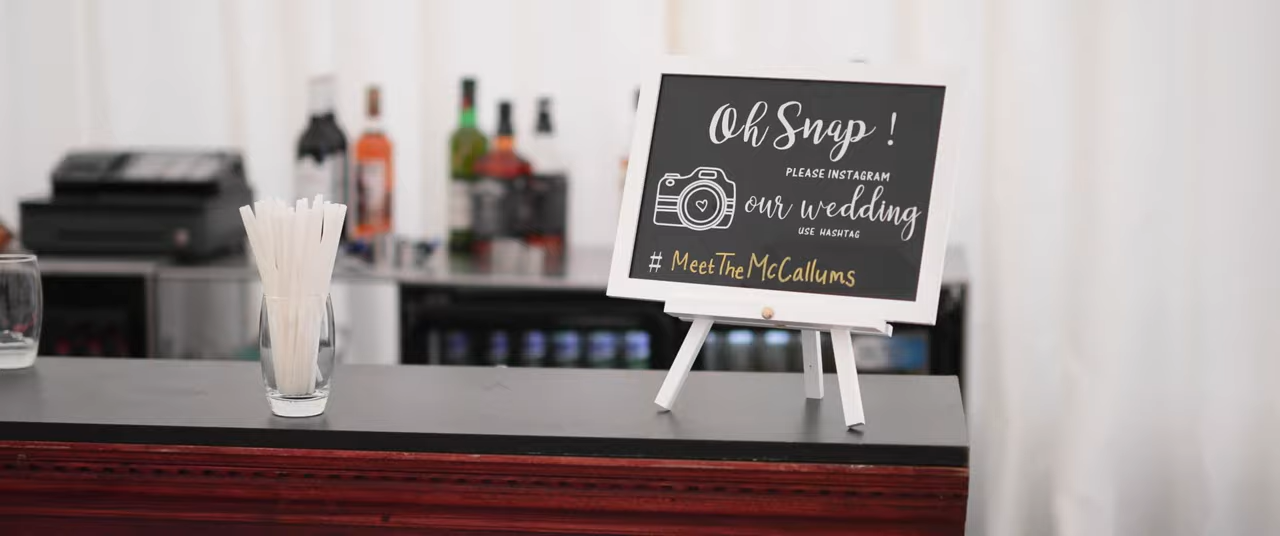 Oh Snap !
PLEASE INSTAGRAM
our wedding
USE HASHTAG
# MeetTheMcCallums